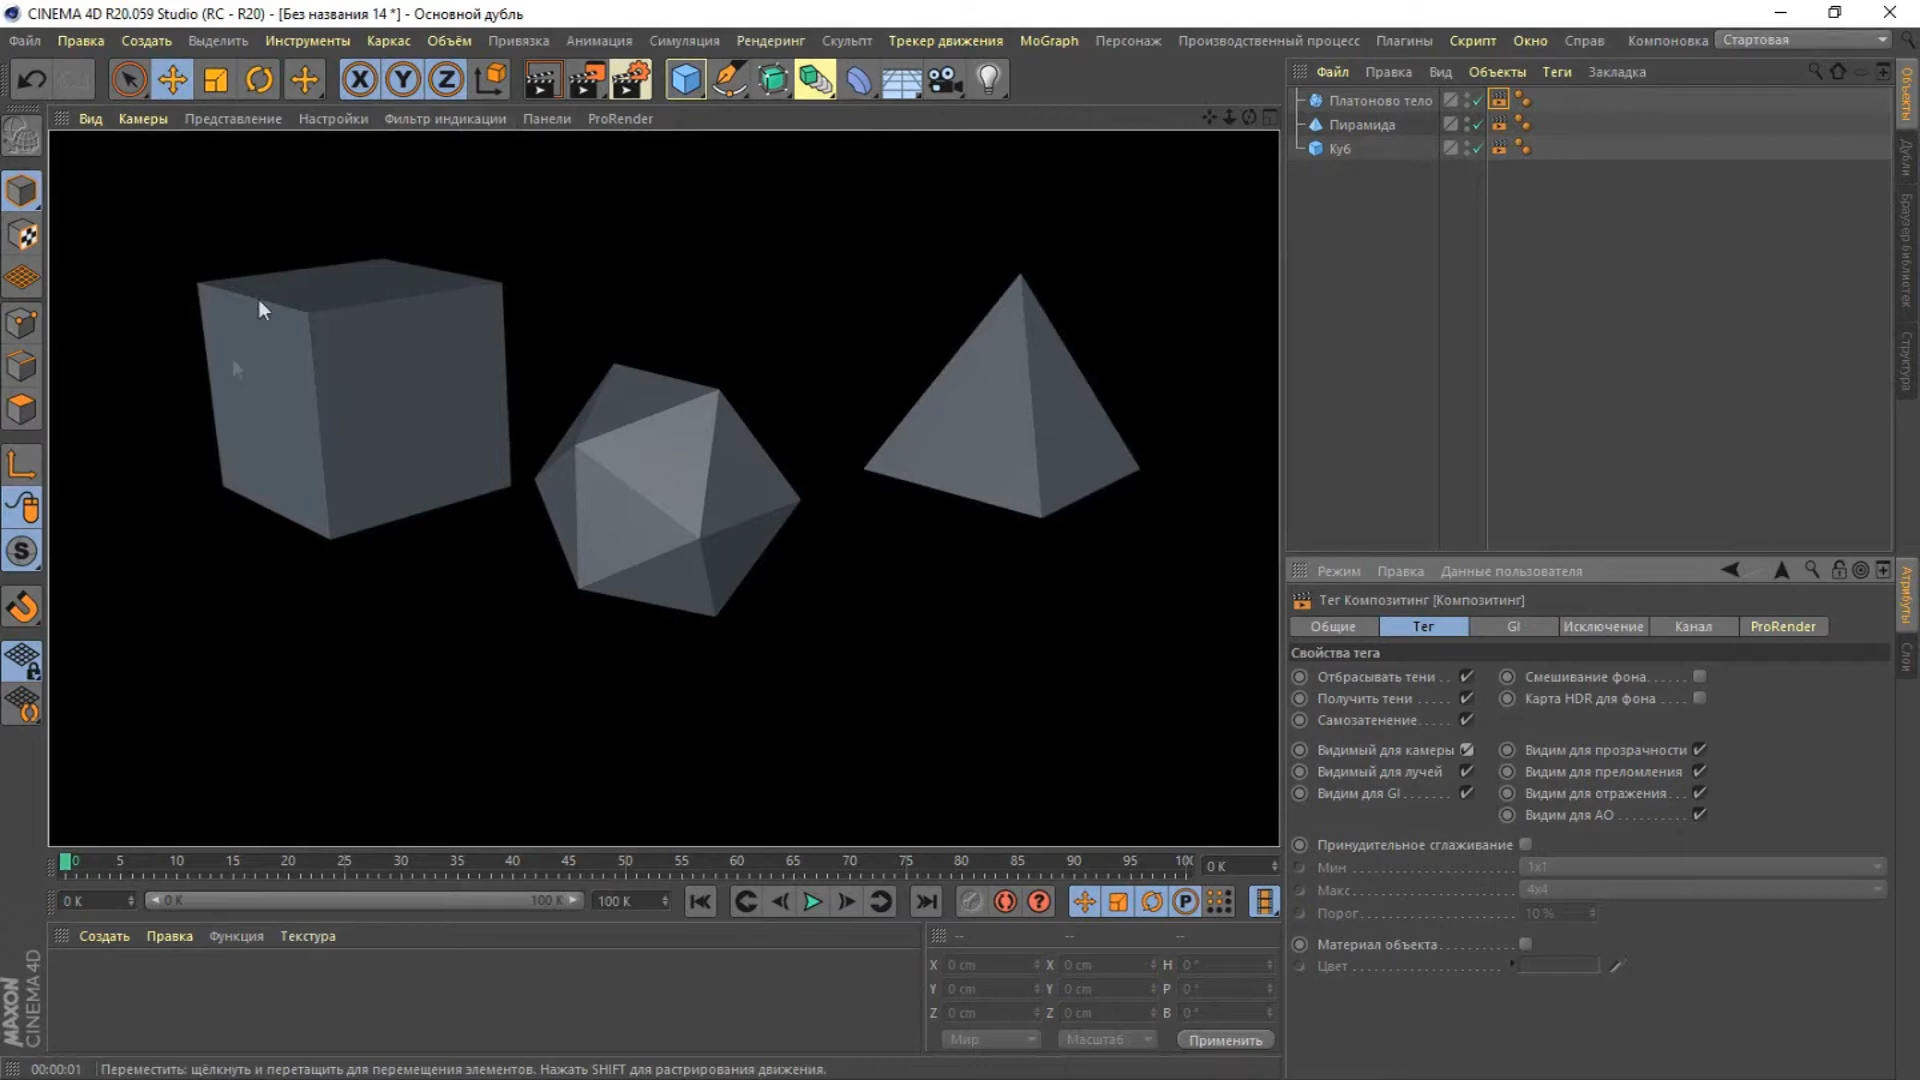 CINEMA 4D R20.059 Studio (RC - R20) - [Без названия 14 *] - Основной дубль
Файл Правка Создать Выделить Инструменты Каркас Объём Привязка Анимация Симуляция Рендеринг Скульпт Трекер движения MoGraph Персонаж Производственный процесс Плагины Скрипт Окно Справ Компоновка Стартовая
X Y Z
Вид Камеры Представление Настройки Фильтр индикации Панели ProRender
Файл Правка Вид Объекты Теги Закладка
Платоново тело
Пирамида
Куб
Объекты
Дубли
Браузер библиотек
Структура
S
Режим Правка Данные пользователя
Тег Композитинг [Композитинг]
Общие Тег GI Исключение Канал ProRender
Свойства тега
Отбрасывать тени . . Смешивание фона. . . . . .
Получить тени . . . . . Карта HDR для фона . . . .
Самозатенение. . . . .
Видимый для камеры Видим для прозрачности
Видимый для лучей Видим для преломления
Видим для GI . . . . . . . Видим для отражения. . .
Видим для AO . . . . . . . . .
Принудительное сглаживание
Мин 1x1
Макс 4x4
Порог 10 %
Материал объекта
Цвет
Атрибуты
Слои
0 5 10 15 20 25 30 35 40 45 50 55 60 65 70 75 80 85 90 95 10( 0 K
0 K 0 K 100 K 100 K P
Создать Правка Функция Текстура
-- -- --
X 0 cm X 0 cm H 0 °
Y 0 cm Y 0 cm P 0 °
Z 0 cm Z 0 cm B 0 °
Мир Масштаб Применить
MAXON
CINEMA 4D
00:00:01 Переместить: щёлкнуть и перетащить для перемещения элементов. Нажать SHIFT для растрирования движения.